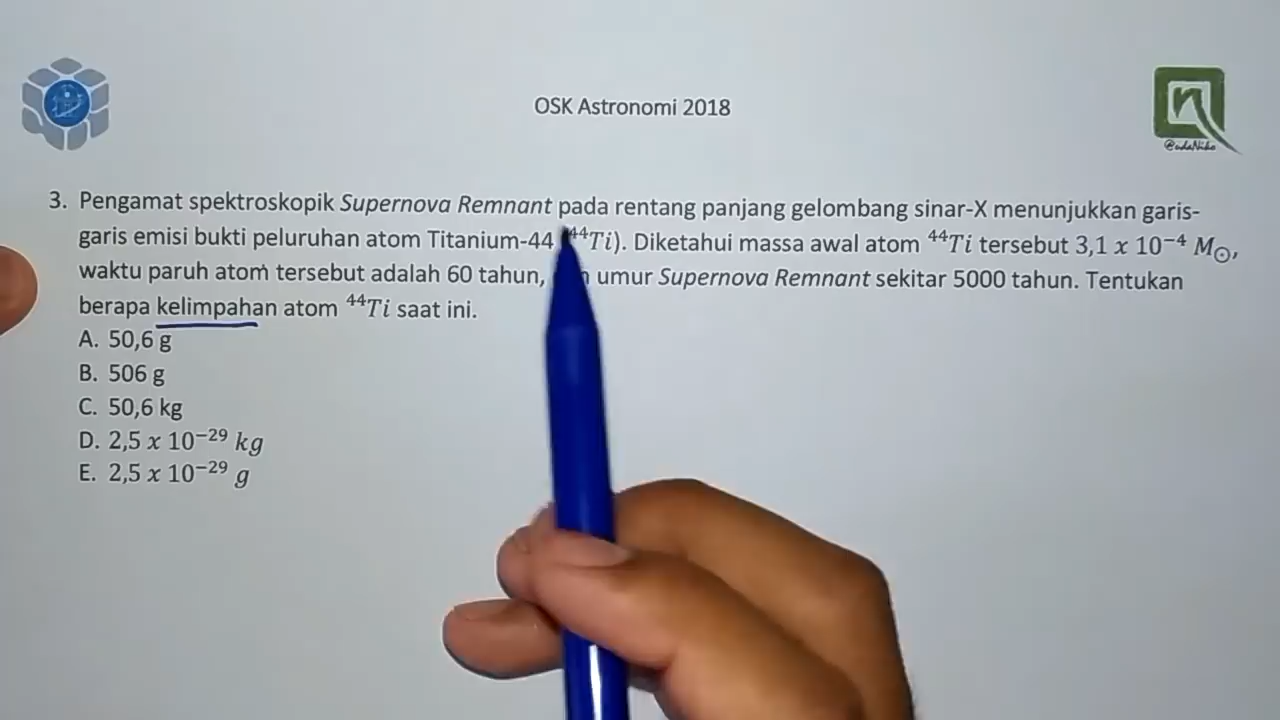 OSK Astronomi 2018
@udaNiko
3. Pengamat spektroskopik Supernova Remnant pada rentang panjang gelombang sinar-X menunjukkan garis-
garis emisi bukti peluruhan atom Titanium-44 ⁴⁴Ti). Diketahui massa awal atom ⁴⁴Ti tersebut 3,1 x 10⁻⁴ M⊙,
waktu paruh atom tersebut adalah 60 tahun, umur Supernova Remnant sekitar 5000 tahun. Tentukan
berapa kelimpahan atom ⁴⁴Ti saat ini.
A. 50,6 g
B. 506 g
C. 50,6 kg
D. 2,5 x 10⁻²⁹ kg
E. 2,5 x 10⁻²⁹ g